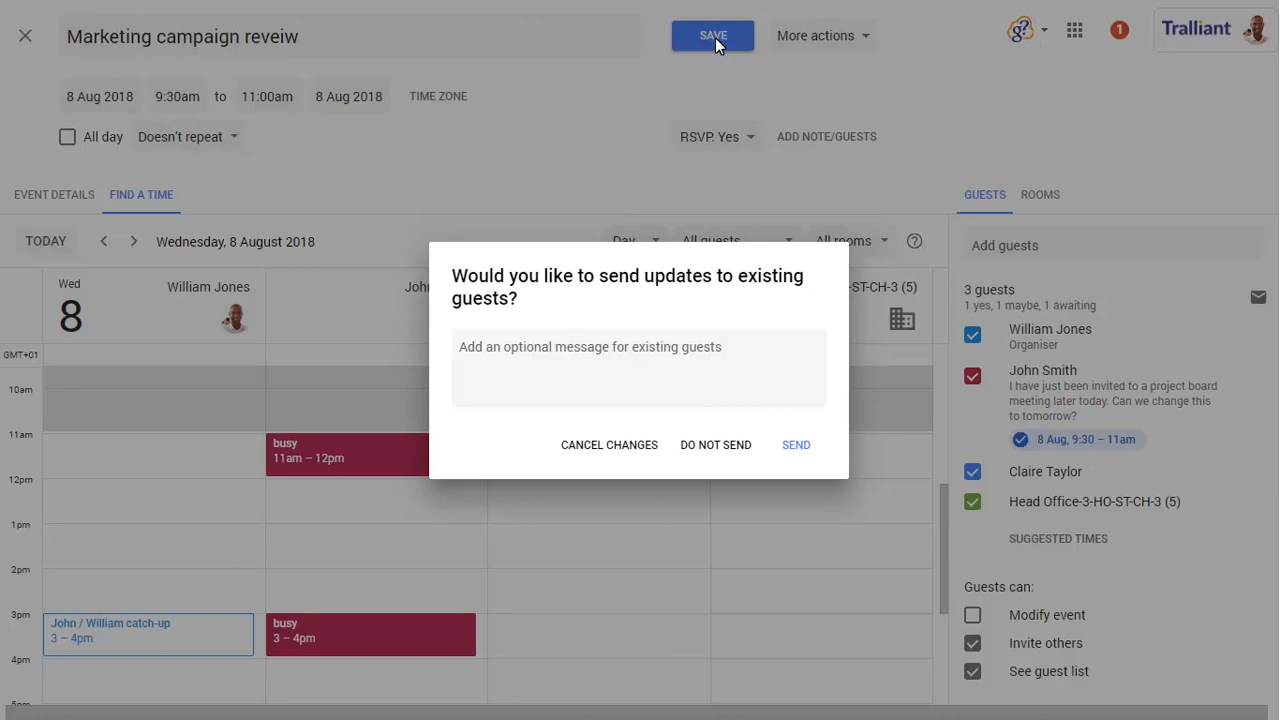 Marketing campaign reveiw
SAVE
More actions
g?
1
Tralliant
8 Aug 2018
9:30am
to
11:00am
8 Aug 2018
TIME ZONE
All day
Doesn't repeat
RSVP: Yes
ADD NOTE/GUESTS
EVENT DETAILS
FIND A TIME
GUESTS
ROOMS
TODAY
Wednesday, 8 August 2018
Day
All guests
All rooms
Add guests
Wed
8
William Jones
John
-ST-CH-3 (5)
GMT+01
Would you like to send updates to existing
guests?
Add an optional message for existing guests
CANCEL CHANGES
DO NOT SEND
SEND
10am
11am
12pm
1pm
2pm
3pm
4pm
5pm
busy
11am – 12pm
John / William catch-up
3 – 4pm
busy
3 – 4pm
3 guests
1 yes, 1 maybe, 1 awaiting
William Jones
Organiser
John Smith
I have just been invited to a project board
meeting later today. Can we change this
to tomorrow?
8 Aug, 9:30 – 11am
Claire Taylor
Head Office-3-HO-ST-CH-3 (5)
SUGGESTED TIMES
Guests can:
Modify event
Invite others
See guest list